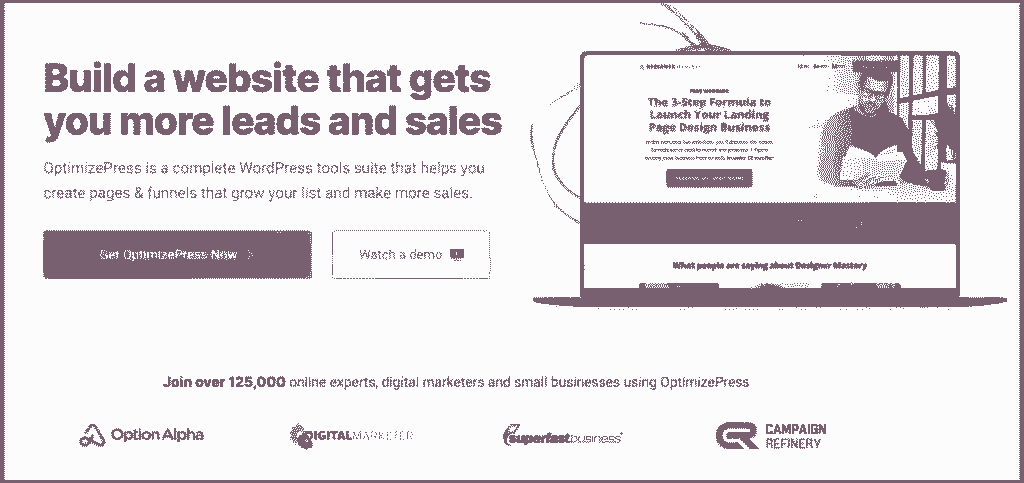 Build a website that gets
you more leads and sales
OptimizePress is a complete WordPress tools suite that helps you
create pages & funnels that grow your list and make more sales.
Get OptimizePress Now
Watch a demo
The 3-Step Formula to
Launch Your Landing
Page Design Business
What people are saying about Designer Mastery
Join over 125,000 online experts, digital marketers and small businesses using OptimizePress
Option Alpha
DIGITALMARKETER
superfastbusiness
CAMPAIGN
REFINERY